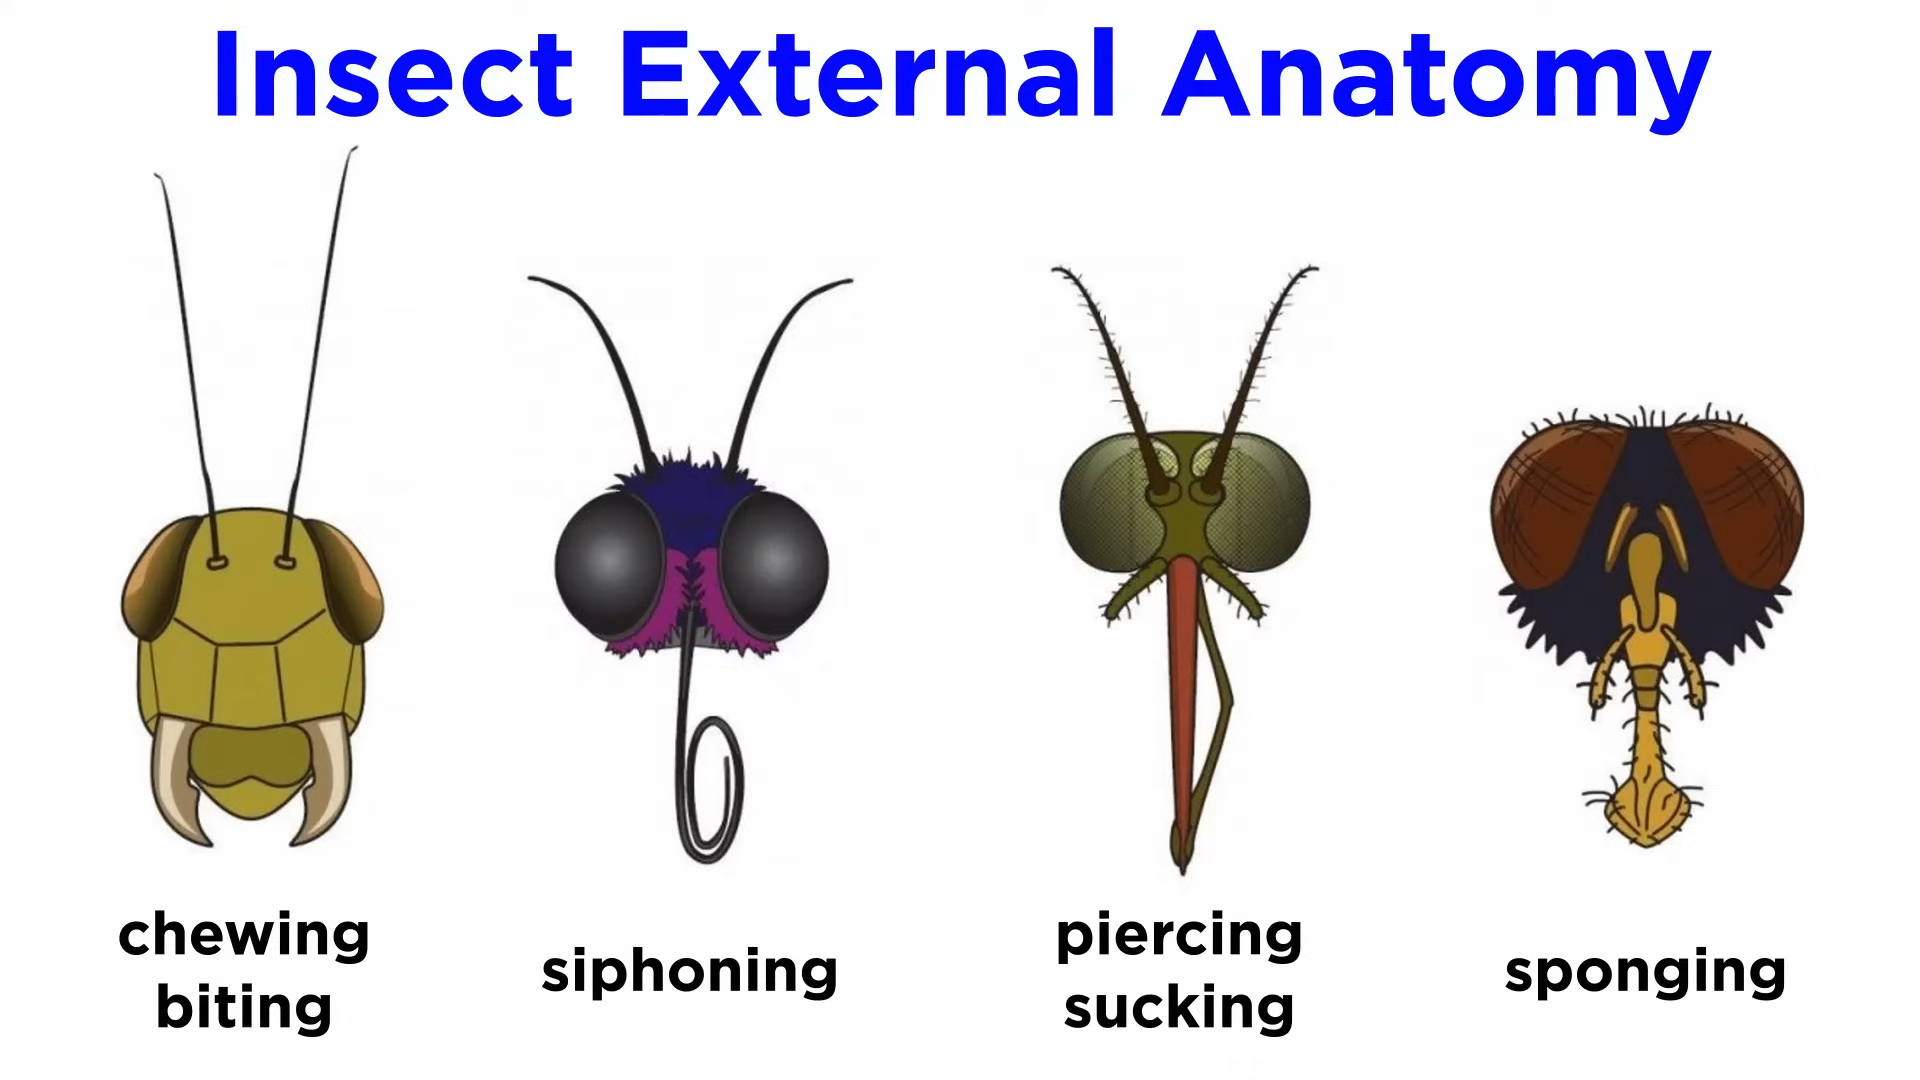 Insect External Anatomy
chewing
biting
siphoning
piercing
sucking
sponging